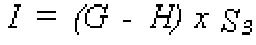 I = (G - H) x S₃